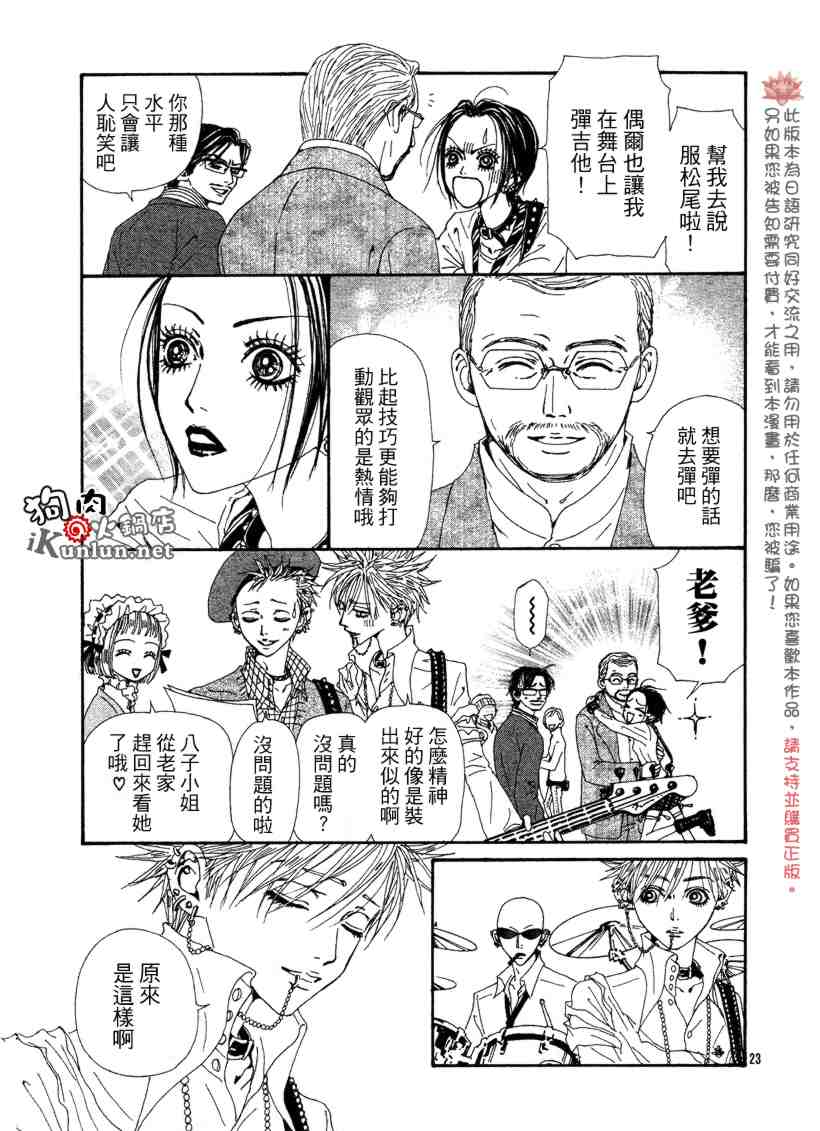 幫我去說
服松尾啦！
偶爾也讓我
在舞台上
彈吉他！
你那種
水平
只會讓
人恥笑吧
想要彈的話
就去彈吧
比起技巧更能夠打
動觀眾的是熱情哦
老爹！
怎麼精神
好的像是裝
出來似的啊
真的
沒問題嗎？
沒問題的啦
八子小姐
從老家
趕回來看她
了哦♡
原來
是這樣啊
23
狗肉
火鍋店
iKunlun.net
此版本為日語研究同好交流之用，請勿用於任何商業用途。如果您喜歡本作品，請支持並購買正版。
只如果您被告知需要付費，才能看到本漫畫，那麼，您被騙了！